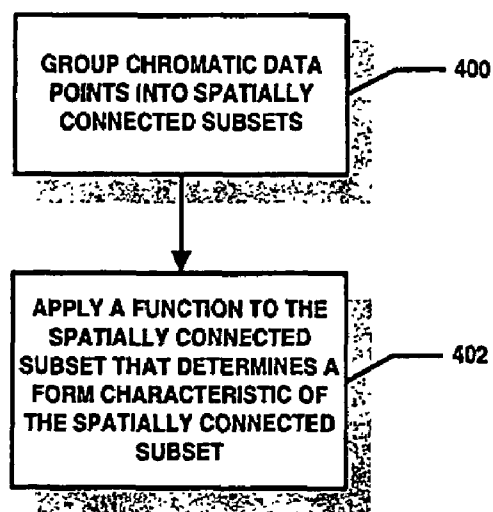 GROUP CHROMATIC DATA
POINTS INTO SPATIALLY
CONNECTED SUBSETS
400
APPLY A FUNCTION TO THE
SPATIALLY CONNECTED
SUBSET THAT DETERMINES A
FORM CHARACTERISTIC OF
THE SPATIALLY CONNECTED
SUBSET
402